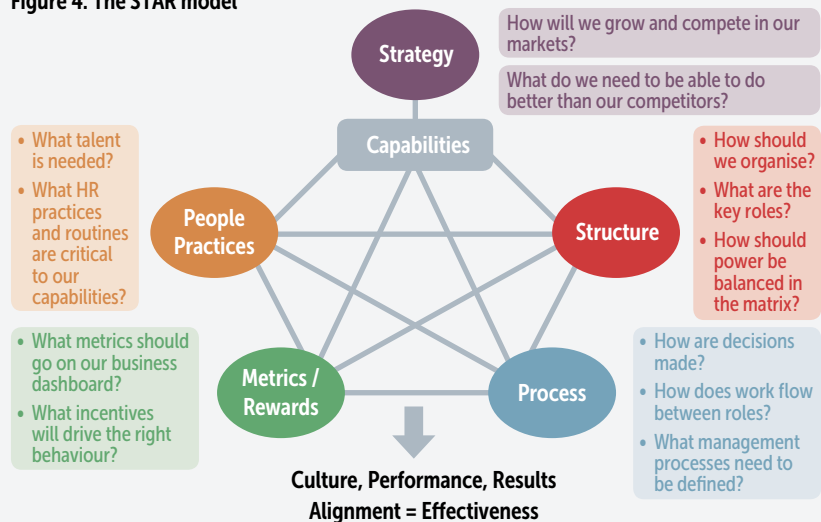 Figure 4. The STAR model
Strategy
How will we grow and compete in our
markets?
What do we need to be able to do
better than our competitors?
Capabilities
• What talent
is needed?
• What HR
practices
and routines
are critical
to our
capabilities?
People
Practices
Structure
• How should
we organise?
• What are the
key roles?
• How should
power be
balanced in
the matrix?
• What metrics should
go on our business
dashboard?
• What incentives
will drive the right
behaviour?
Metrics /
Rewards
Process
• How are decisions
made?
• How does work flow
between roles?
• What management
processes need to
be defined?
Culture, Performance, Results
Alignment = Effectiveness